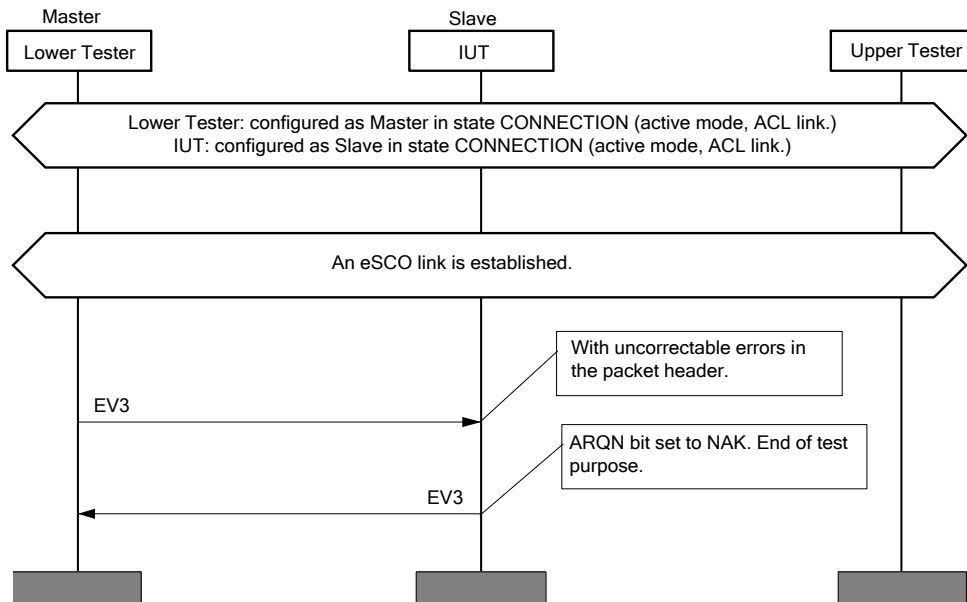 Master
Slave
Lower Tester
IUT
Upper Tester
Lower Tester: configured as Master in state CONNECTION (active mode, ACL link.)
IUT: configured as Slave in state CONNECTION (active mode, ACL link.)
An eSCO link is established.
With uncorrectable errors in
the packet header.
EV3
ARQN bit set to NAK. End of test
purpose.
EV3